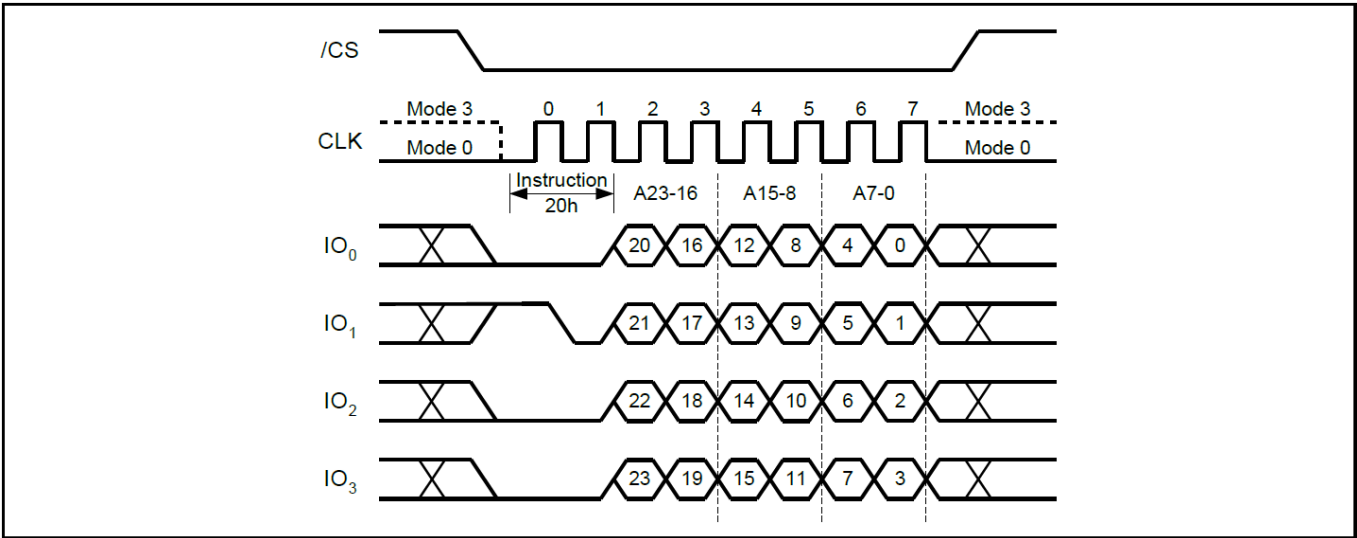 /CS
Mode 3 0 1 2 3 4 5 6 7 Mode 3
CLK
Mode 0 Mode 0
Instruction
20h
A23-16 A15-8 A7-0
IO0 20 16 12 8 4 0
IO1 21 17 13 9 5 1
IO2 22 18 14 10 6 2
IO3 23 19 15 11 7 3